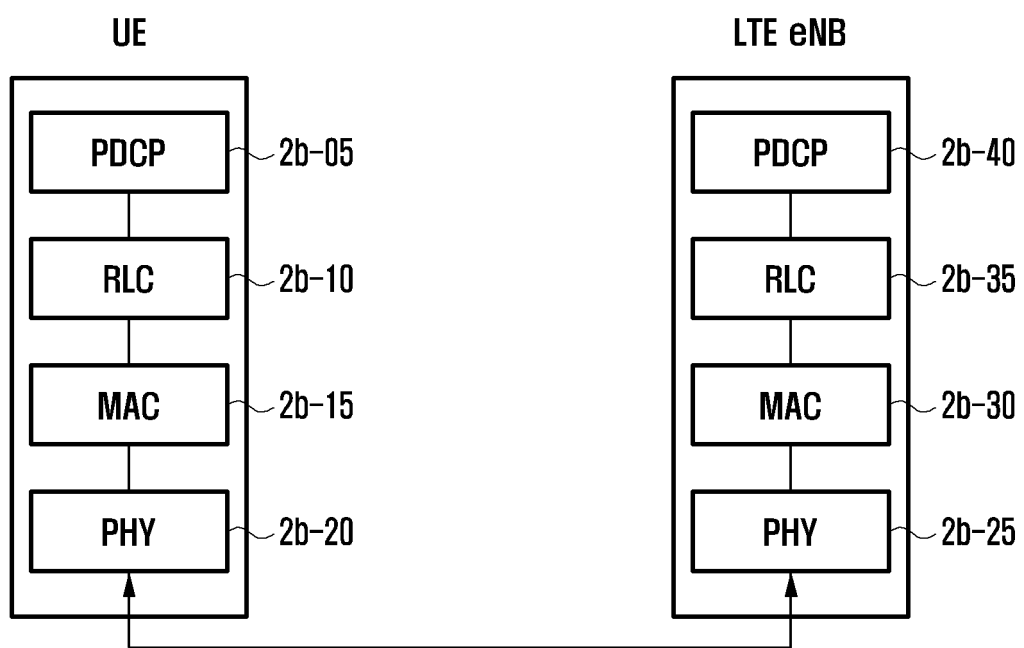 UE LTE eNB
PDCP 2b-05 PDCP 2b-40
RLC 2b-10 RLC 2b-35
MAC 2b-15 MAC 2b-30
PHY 2b-20 PHY 2b-25